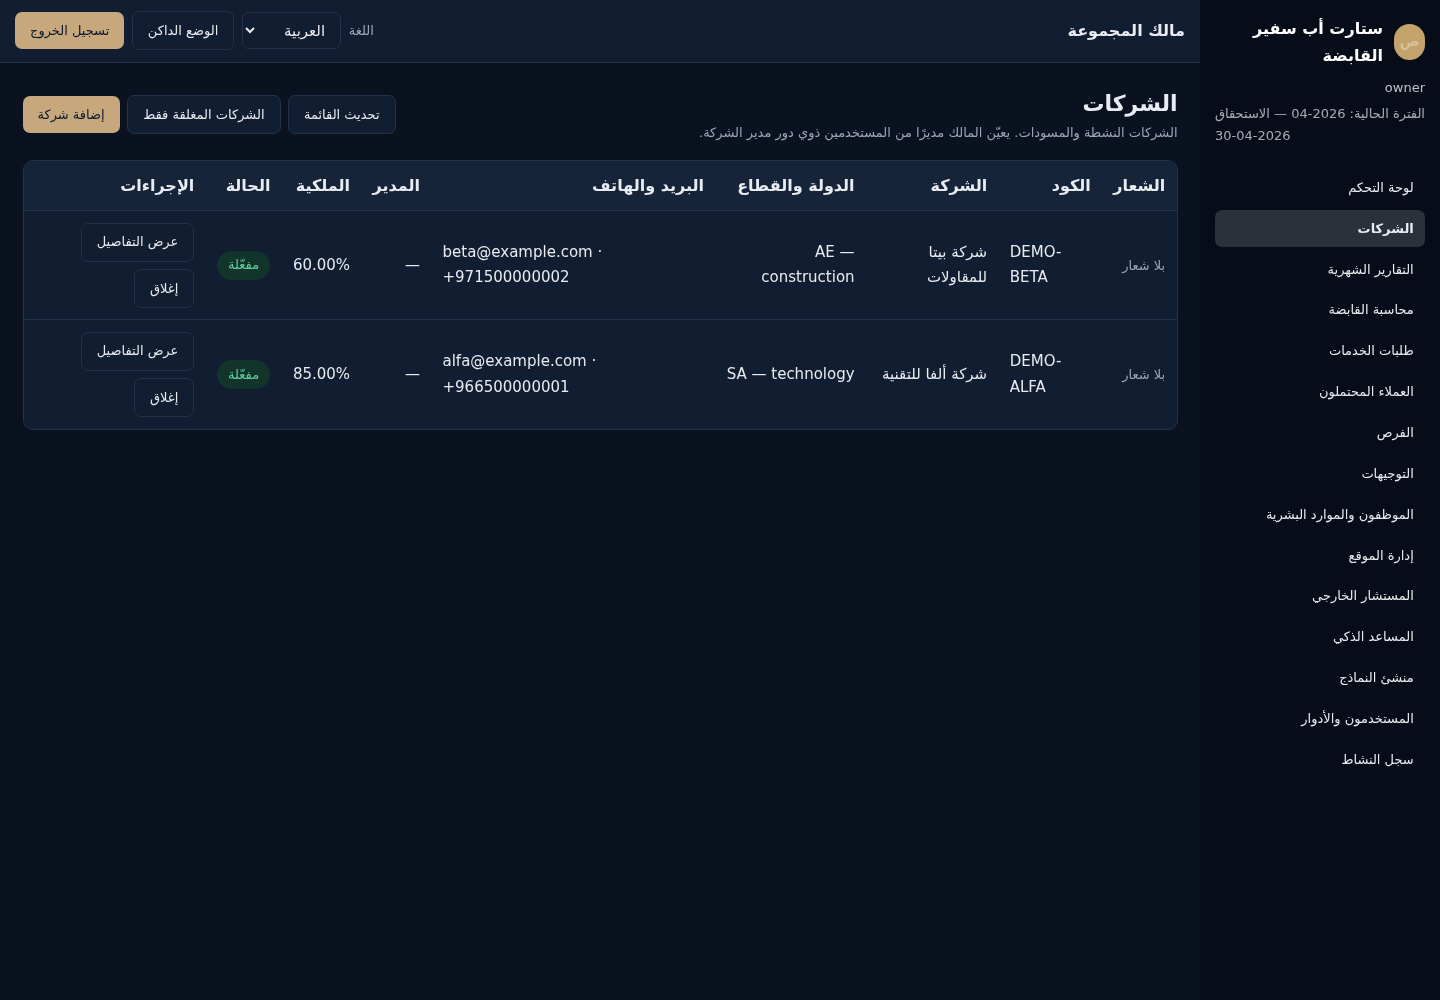 ص
ستارت أب سفير
القابضة
owner
الفترة الحالية: 2026-04 — الاستحقاق
2026-04-30
لوحة التحكم
الشركات
التقارير الشهرية
محاسبة القابضة
طلبات الخدمات
العملاء المحتملون
الفرص
التوجيهات
الموظفون والموارد البشرية
إدارة الموقع
المستشار الخارجي
المساعد الذكي
منشئ النماذج
المستخدمون والأدوار
سجل النشاط
مالك المجموعة
اللغة
العربية
الوضع الداكن
تسجيل الخروج
الشركات
الشركات النشطة والمسودات. يعيّن المالك مديرًا من المستخدمين ذوي دور مدير الشركة.
تحديث القائمة
الشركات المغلقة فقط
إضافة شركة
الشعار الكود الشركة الدولة والقطاع البريد والهاتف المدير الملكية الحالة الإجراءات
بلا شعار
DEMO-
BETA
شركة بيتا
للمقاولات
AE —
construction
beta@example.com ·
+971500000002
—
60.00%
مفعّلة
عرض التفاصيل
إغلاق
بلا شعار
DEMO-
ALFA
شركة ألفا للتقنية
SA — technology
alfa@example.com ·
+966500000001
—
85.00%
مفعّلة
عرض التفاصيل
إغلاق